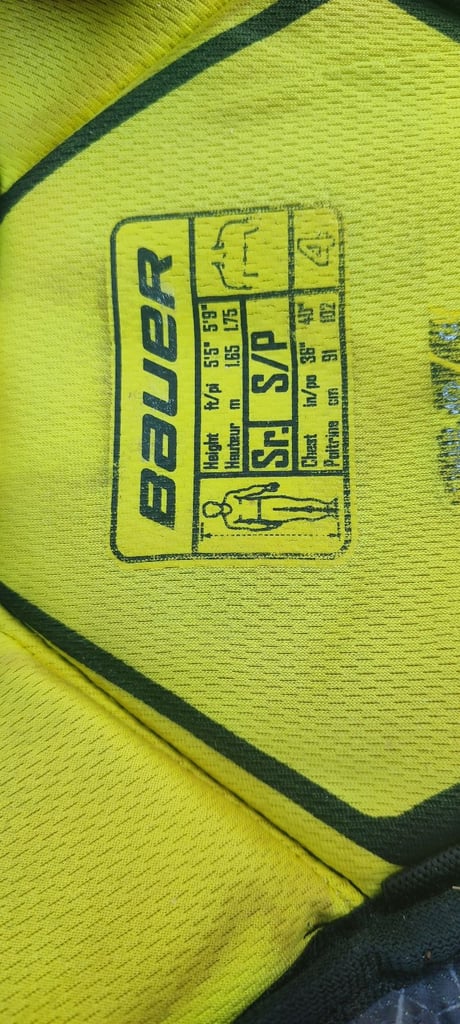 BAUER
Height ft/pi 5'5" 5'9"
Hauteur m 1.65 1.75
Sr. S/P
Chest in/po 36" 40"
Poitrine cm 91 102
4